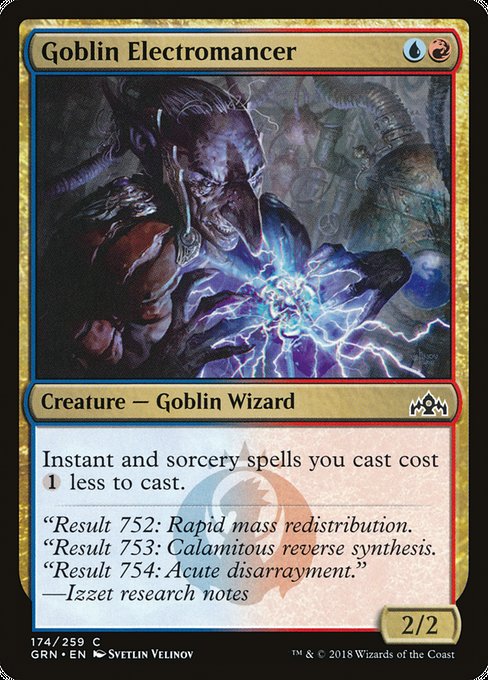 Goblin Electromancer
Creature — Goblin Wizard
Instant and sorcery spells you cast cost
1 less to cast.
“Result 752: Rapid mass redistribution.
“Result 753: Calamitous reverse synthesis.
“Result 754: Acute disarrayment.”
—Izzet research notes
2/2
174/259 C
GRN • EN Svetlin Velinov
™ & © 2018 Wizards of the Coast